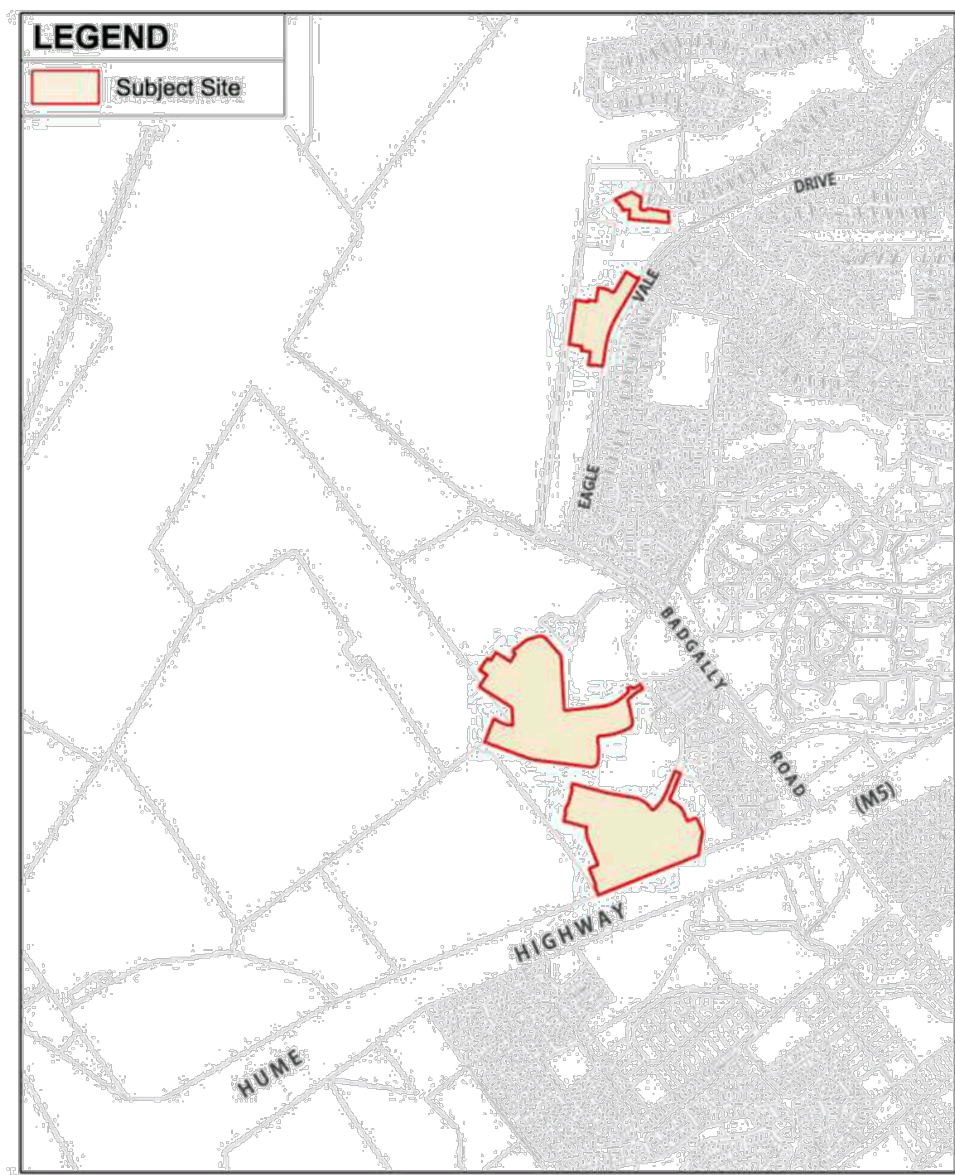 LEGEND
Subject Site
DRIVE
VALE
EAGLE
BADGALLY
ROAD
(M5)
HIGHWAY
HUME